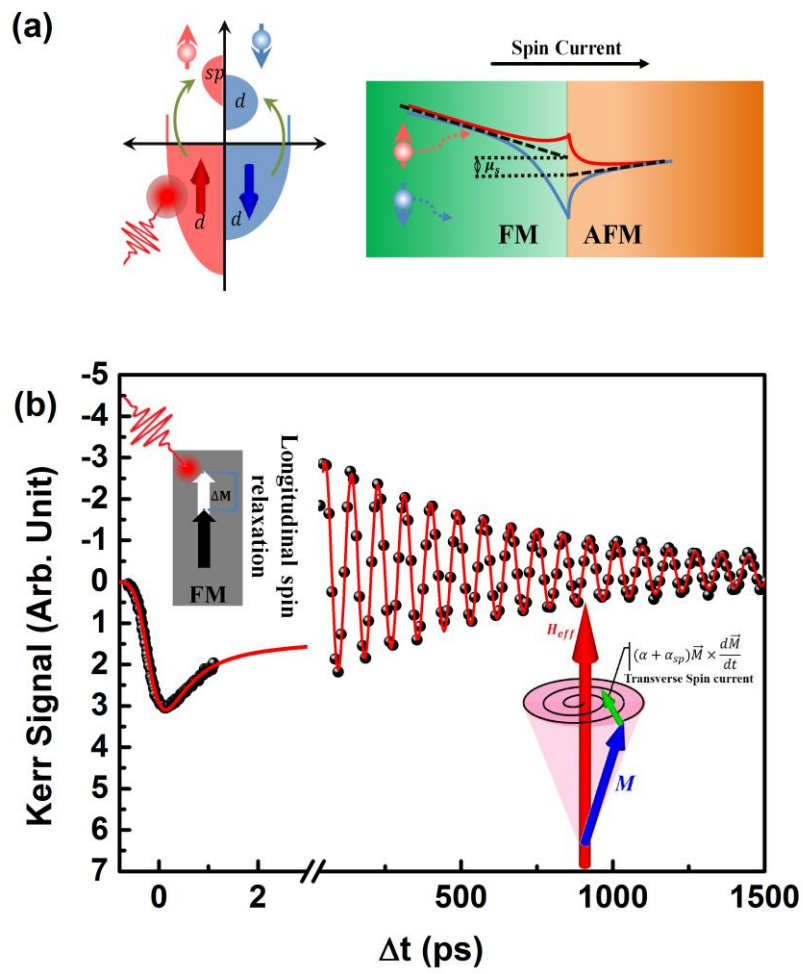 (a)
sp
d
d
d
Spin Current
μs
FM
AFM
(b)
Kerr Signal (Arb. Unit)
-5
-4
-3
-2
-1
0
1
2
3
4
5
6
7
ΔM
FM
Longitudinal spin
relaxation
H_eff
|(α + α_sp)M⃗ × dM⃗/dt
Transverse Spin current
M
0
2
500
1000
1500
Δt (ps)